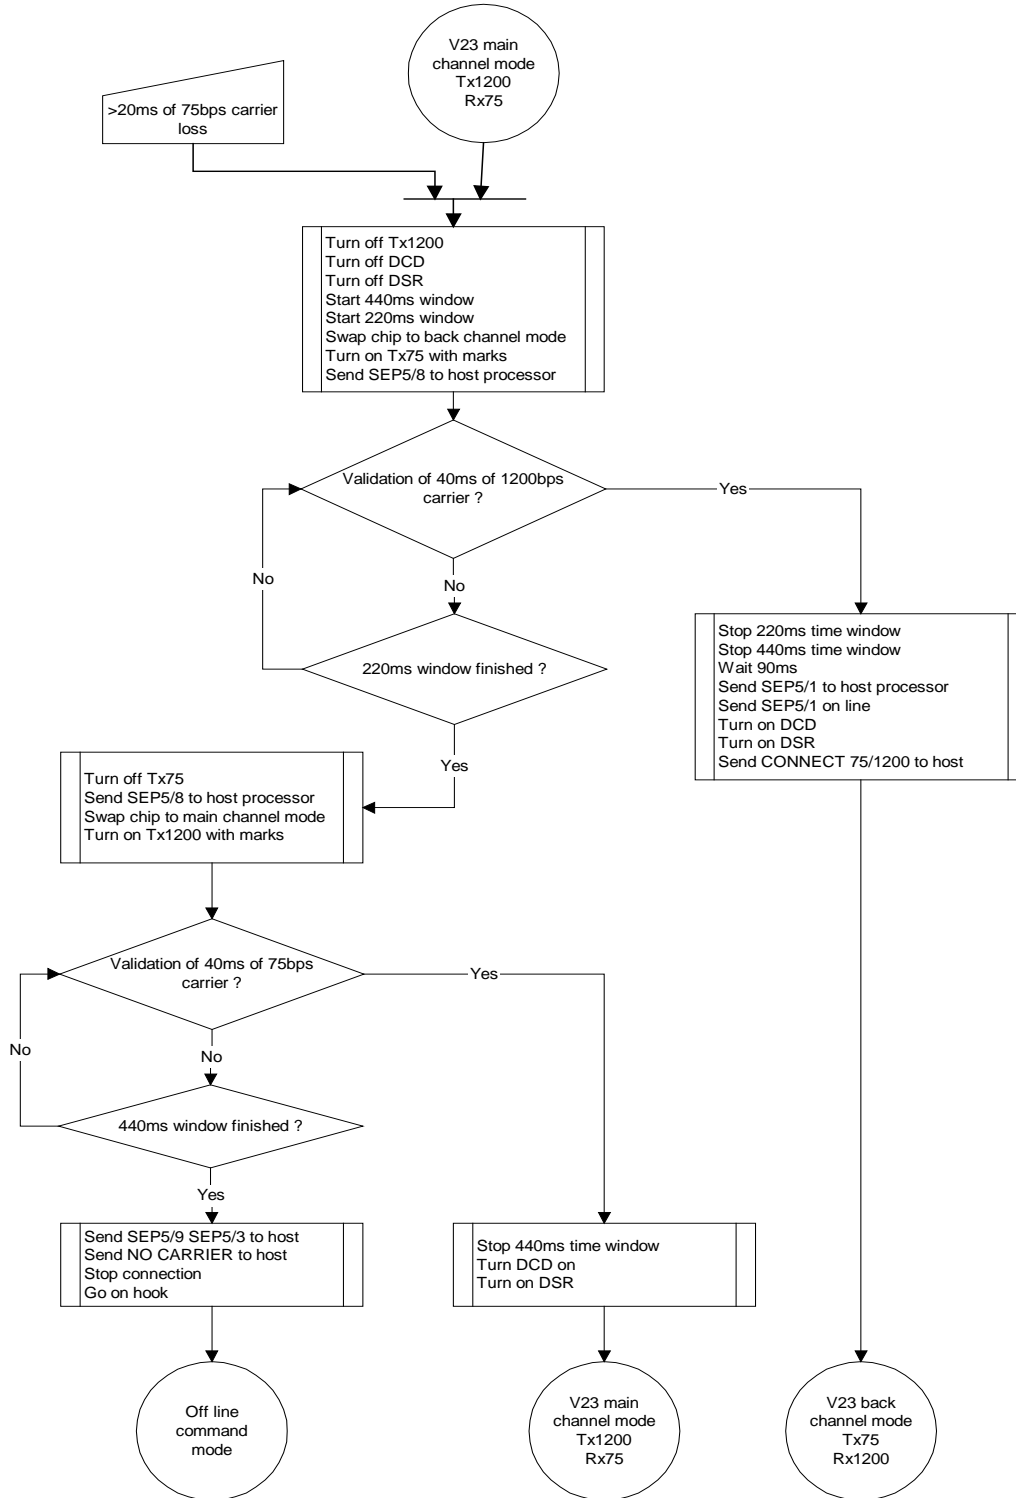 V23 main
channel mode
Tx1200
Rx75
>20ms of 75bps carrier
loss
Turn off Tx1200
Turn off DCD
Turn off DSR
Start 440ms window
Start 220ms window
Swap chip to back channel mode
Turn on Tx75 with marks
Send SEP5/8 to host processor
Validation of 40ms of 1200bps
carrier ?
Yes
No
No
220ms window finished ?
Stop 220ms time window
Stop 440ms time window
Wait 90ms
Send SEP5/1 to host processor
Send SEP5/1 on line
Turn on DCD
Turn on DSR
Send CONNECT 75/1200 to host
Yes
Turn off Tx75
Send SEP5/8 to host processor
Swap chip to main channel mode
Turn on Tx1200 with marks
Validation of 40ms of 75bps
carrier ?
Yes
No
No
440ms window finished ?
Yes
Send SEP5/9 SEP5/3 to host
Send NO CARRIER to host
Stop connection
Go on hook
Stop 440ms time window
Turn DCD on
Turn on DSR
Off line
command
mode
V23 main
channel mode
Tx1200
Rx75
V23 back
channel mode
Tx75
Rx1200